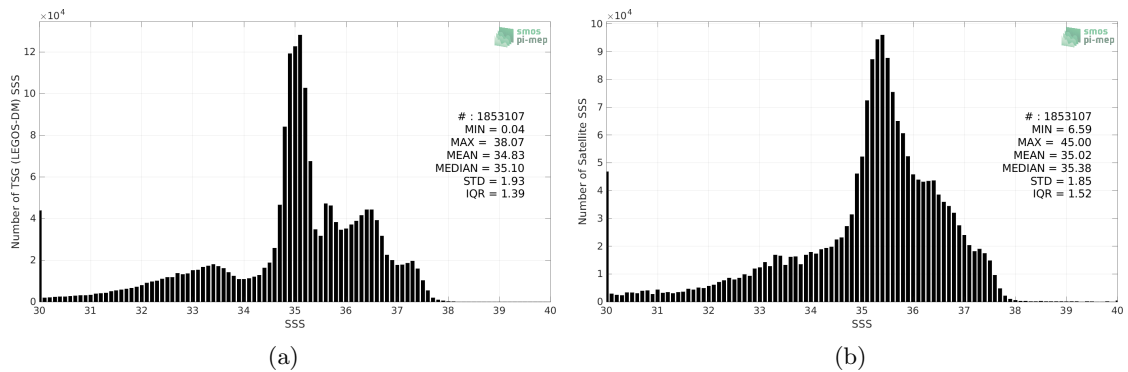 ×10⁴
smos
pi-mep
12
10
8
6
4
2
0
Number of TSG (LEGOS-DM) SSS
# : 1853107
MIN = 0.04
MAX = 38.07
MEAN = 34.83
MEDIAN = 35.10
STD = 1.93
IQR = 1.39
30 31 32 33 34 35 36 37 38 39 40
SSS
(a)
×10⁴
smos
pi-mep
10
9
8
7
6
5
4
3
2
1
0
Number of Satellite SSS
# : 1853107
MIN = 6.59
MAX = 45.00
MEAN = 35.02
MEDIAN = 35.38
STD = 1.85
IQR = 1.52
30 31 32 33 34 35 36 37 38 39 40
SSS
(b)